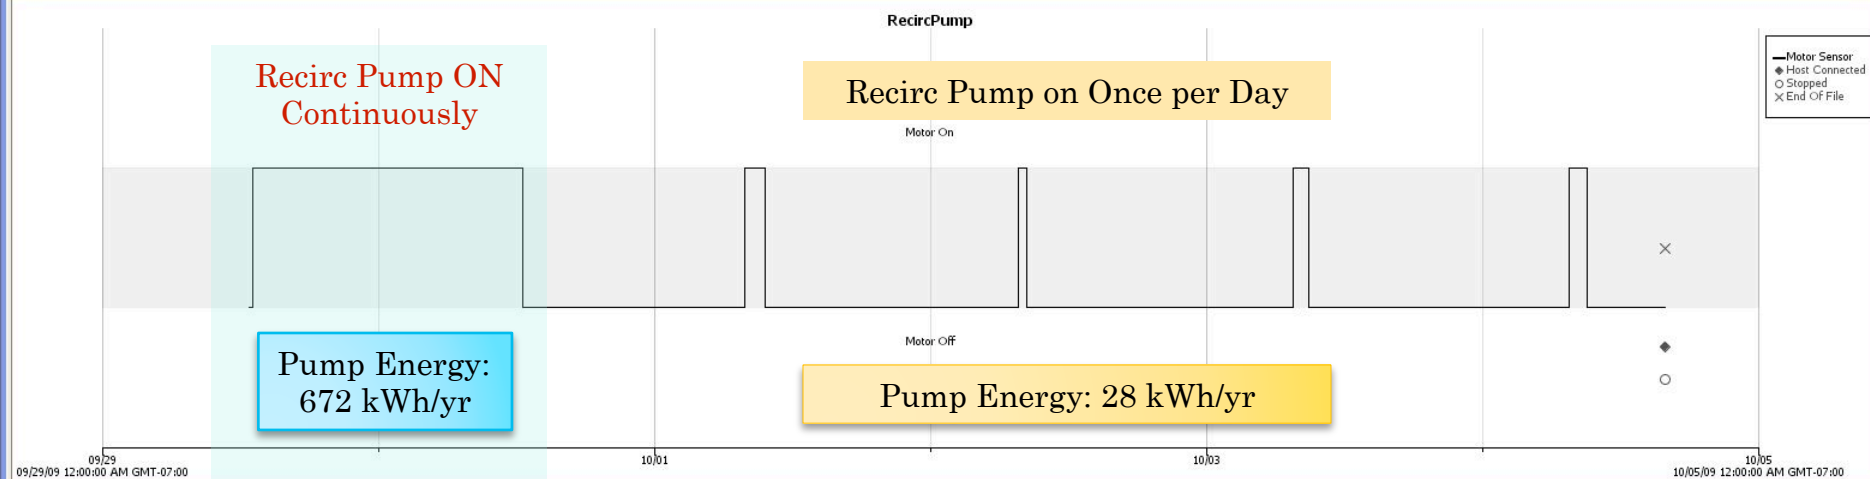 RecircPump
Recirc Pump ON
Continuously
Recirc Pump on Once per Day
Motor Sensor
Host Connected
Stopped
End Of File
Motor On
Motor Off
Pump Energy:
672 kWh/yr
Pump Energy: 28 kWh/yr
09/29
10/01
10/03
10/05
09/29/09 12:00:00 AM GMT-07:00
10/05/09 12:00:00 AM GMT-07:00